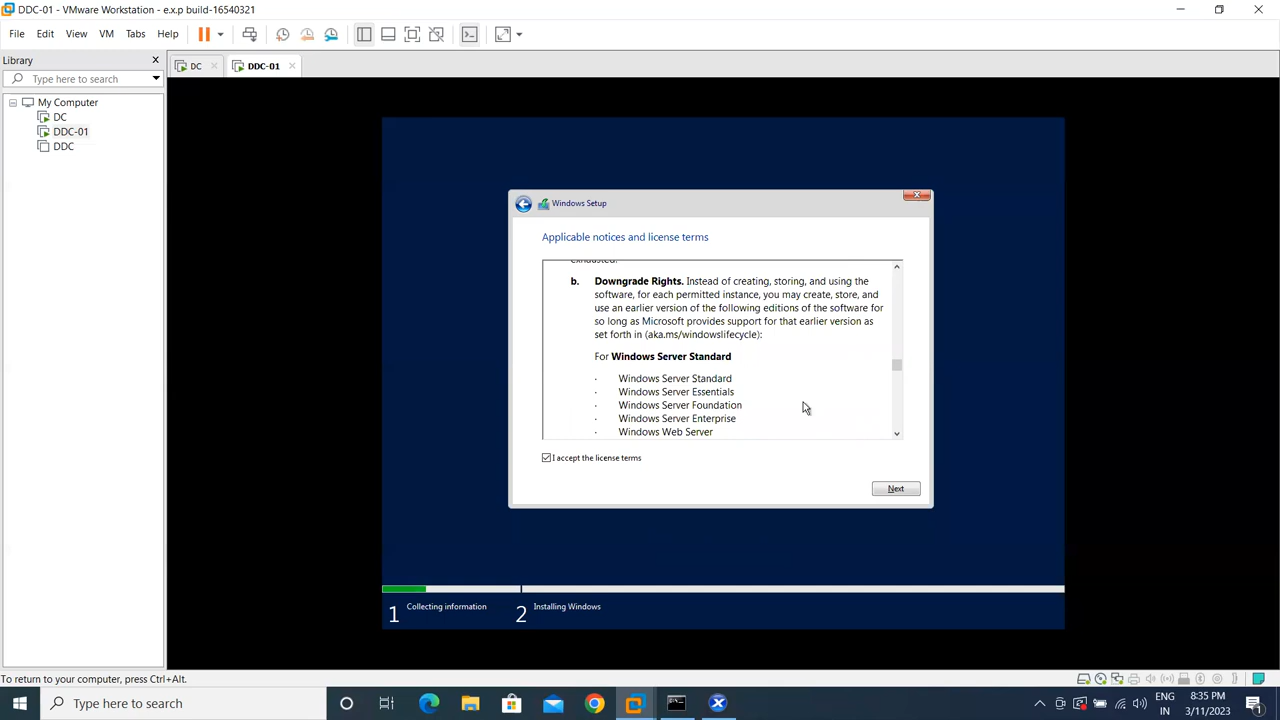 DDC-01 - VMware Workstation - e.x.p build-16540321
File Edit View VM Tabs Help
Library
Type here to search
My Computer
DC
DDC-01
DDC
DC
DDC-01
Windows Setup
Applicable notices and license terms
exhausted.
b. Downgrade Rights. Instead of creating, storing, and using the
software, for each permitted instance, you may create, store, and
use an earlier version of the following editions of the software for
so long as Microsoft provides support for that earlier version as
set forth in (aka.ms/windowslifecycle):
For Windows Server Standard
· Windows Server Standard
· Windows Server Essentials
· Windows Server Foundation
· Windows Server Enterprise
· Windows Web Server
I accept the license terms
Next
1 Collecting information
2 Installing Windows
To return to your computer, press Ctrl+Alt.
Type here to search
ENG
IN
8:35 PM
3/11/2023
1